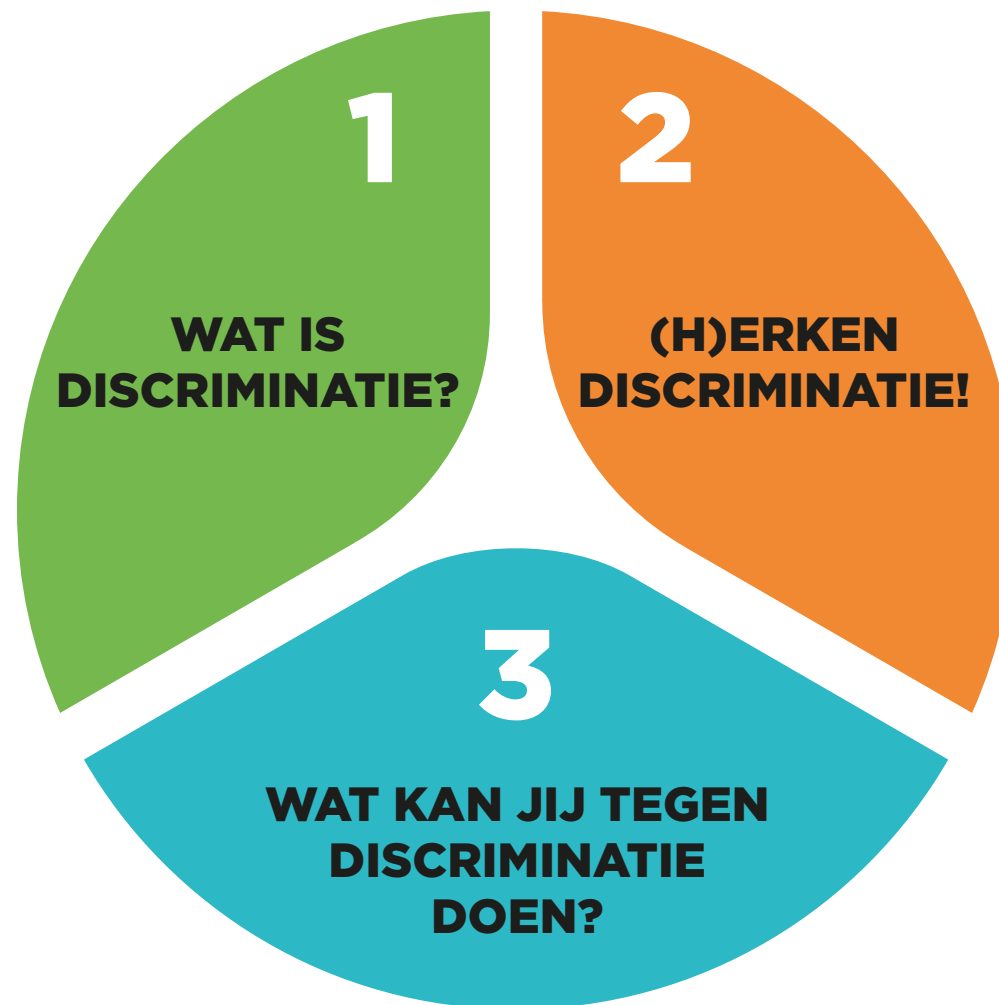 1
WAT IS
DISCRIMINATIE?
2
(H)ERKEN
DISCRIMINATIE!
3
WAT KAN JIJ TEGEN
DISCRIMINATIE
DOEN?